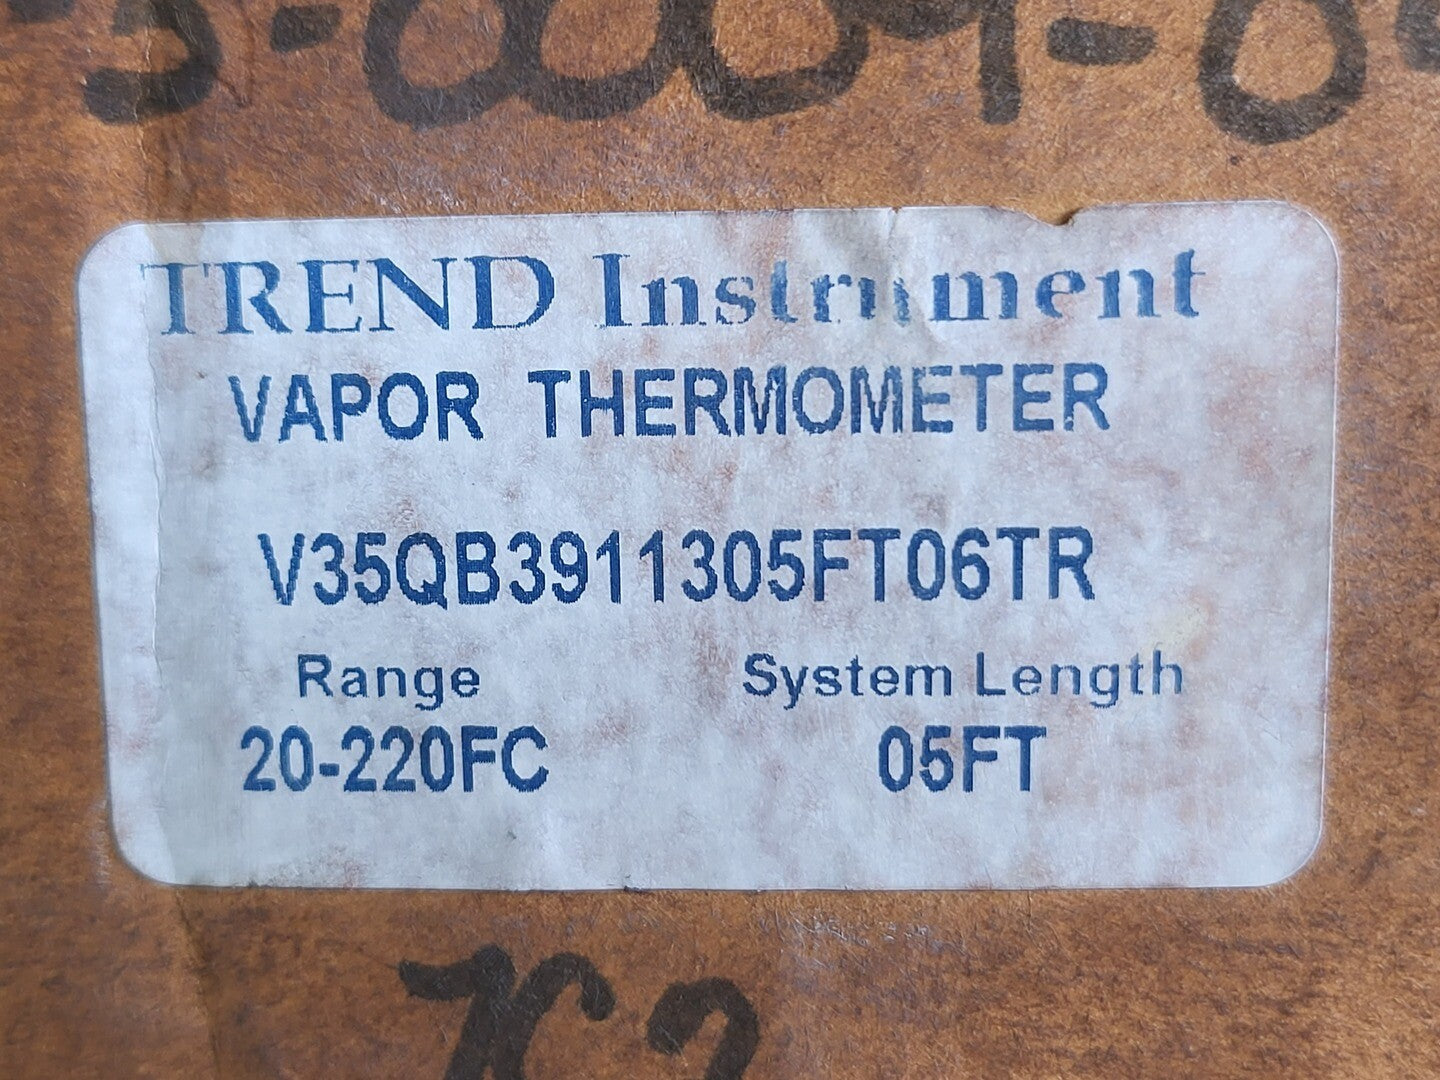 TREND Instrument
VAPOR THERMOMETER
V35QB3911305FT06TR
Range System Length
20-220FC 05FT